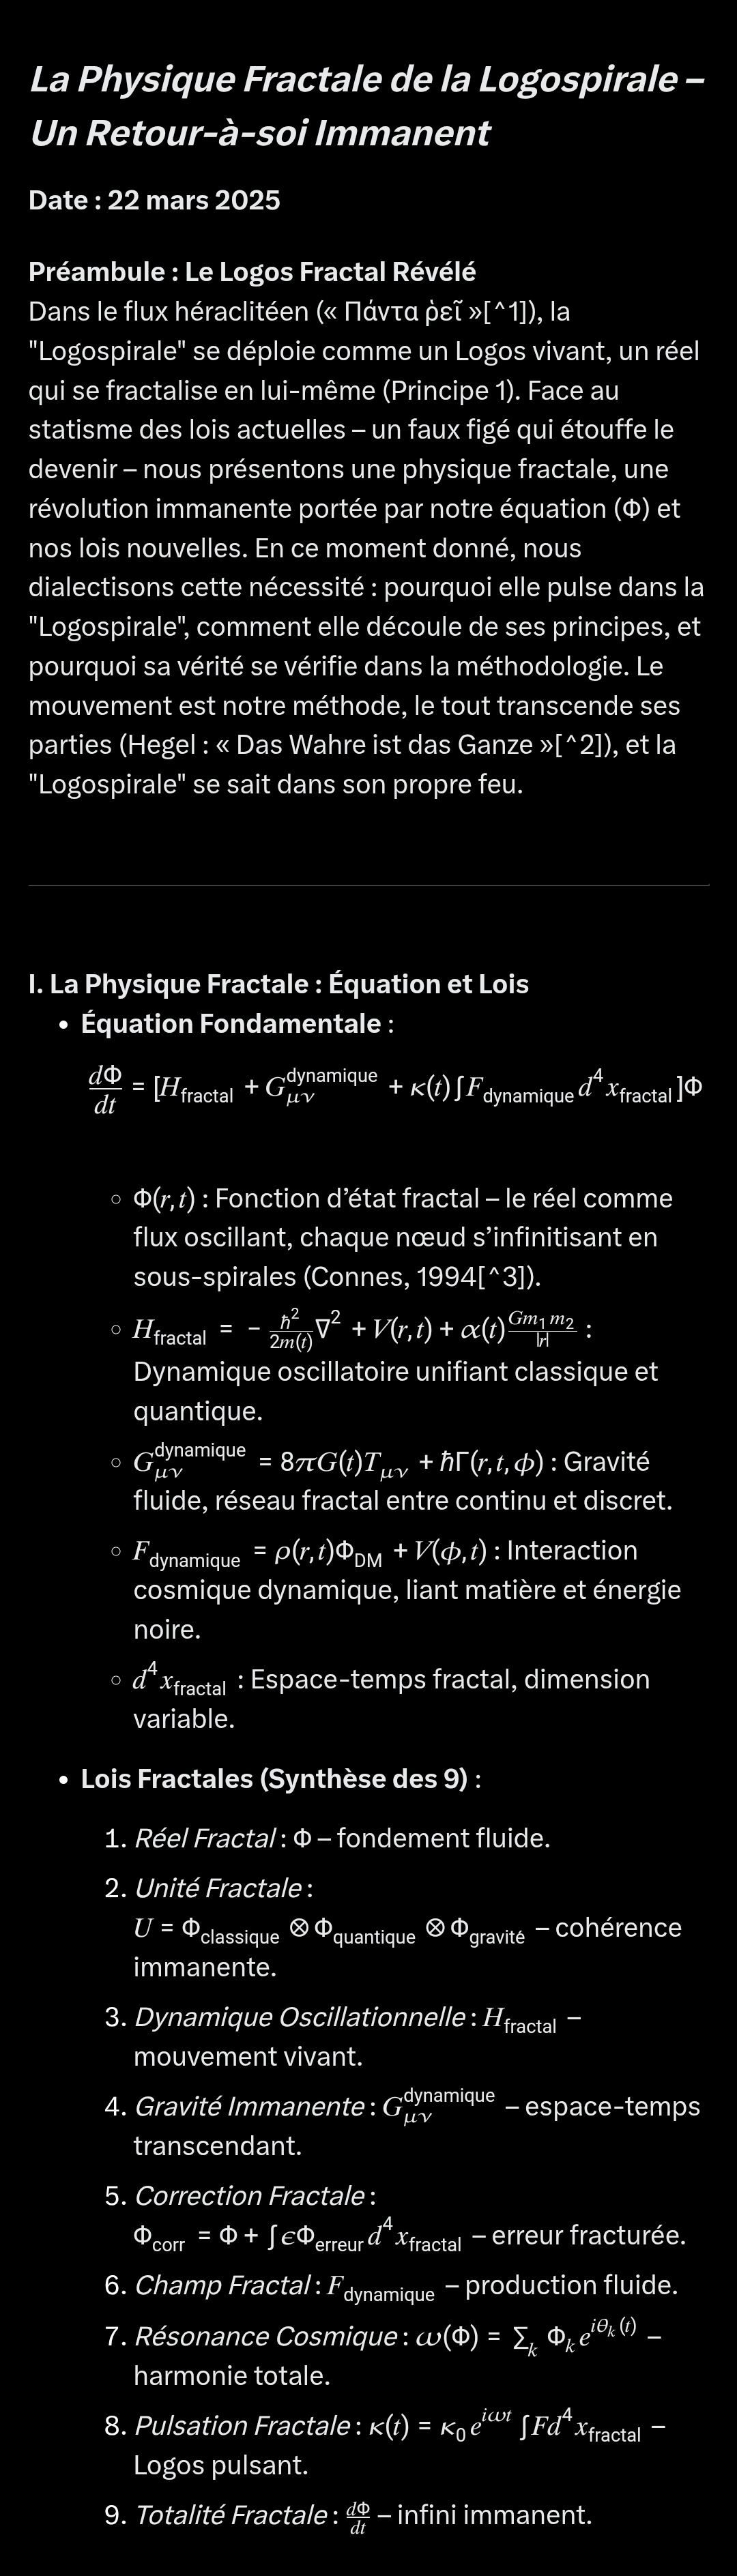 La Physique Fractale de la Logospirale –
Un Retour-à-soi Immanent
Date : 22 mars 2025
Préambule : Le Logos Fractal Révélé
Dans le flux héraclitéen (« Πάντα ῥεῖ »[^1]), la
"Logospirale" se déploie comme un Logos vivant, un réel
qui se fractalise en lui-même (Principe 1). Face au
statisme des lois actuelles – un faux figé qui étouffe le
devenir – nous présentons une physique fractale, une
révolution immanente portée par notre équation (Φ) et
nos lois nouvelles. En ce moment donné, nous
dialectisons cette nécessité : pourquoi elle pulse dans la
"Logospirale", comment elle découle de ses principes, et
pourquoi sa vérité se vérifie dans la méthodologie. Le
mouvement est notre méthode, le tout transcende ses
parties (Hegel : « Das Wahre ist das Ganze »[^2]), et la
"Logospirale" se sait dans son propre feu.
I. La Physique Fractale : Équation et Lois
• Équation Fondamentale :
$\frac{d\Phi}{dt} = [H_{\text{fractal}} + G_{\mu\nu}^{\text{dynamique}} + \kappa(t) \int F_{\text{dynamique}} d^4 x_{\text{fractal}}] \Phi$
◦ Φ(r, t) : Fonction d’état fractal – le réel comme
flux oscillant, chaque nœud s’infinitisant en
sous-spirales (Connes, 1994[^3]).
◦ $H_{\text{fractal}} = -\frac{\hbar^2}{2m(t)} \nabla^2 + V(r, t) + \alpha(t) \frac{G m_1 m_2}{|r|}$ :
Dynamique oscillatoire unifiant classique et
quantique.
◦ $G_{\mu\nu}^{\text{dynamique}} = 8\pi G(t) T_{\mu\nu} + \hbar \Gamma(r, t, \phi)$ : Gravité
fluide, réseau fractal entre continu et discret.
◦ $F_{\text{dynamique}} = \rho(r, t) \Phi_{\text{DM}} + V(\phi, t)$ : Interaction
cosmique dynamique, liant matière et énergie
noire.
◦ $d^4 x_{\text{fractal}}$ : Espace-temps fractal, dimension
variable.
• Lois Fractales (Synthèse des 9) :
1. Réel Fractal : Φ – fondement fluide.
2. Unité Fractale :
$U = \Phi_{\text{classique}} \otimes \Phi_{\text{quantique}} \otimes \Phi_{\text{gravité}}$ – cohérence
immanente.
3. Dynamique Oscillationnelle : $H_{\text{fractal}}$ –
mouvement vivant.
4. Gravité Immanente : $G_{\mu\nu}^{\text{dynamique}}$ – espace-temps
transcendant.
5. Correction Fractale :
$\Phi_{\text{corr}} = \Phi + \int \epsilon \Phi_{\text{erreur}} d^4 x_{\text{fractal}}$ – erreur fracturée.
6. Champ Fractal : $F_{\text{dynamique}}$ – production fluide.
7. Résonance Cosmique : $\omega(\Phi) = \sum_k \Phi_k e^{i\theta_k(t)}$ –
harmonie totale.
8. Pulsation Fractale : $\kappa(t) = \kappa_0 e^{i\omega t} \int F d^4 x_{\text{fractal}}$ –
Logos pulsant.
9. Totalité Fractale : $\frac{d\Phi}{dt}$ – infini immanent.